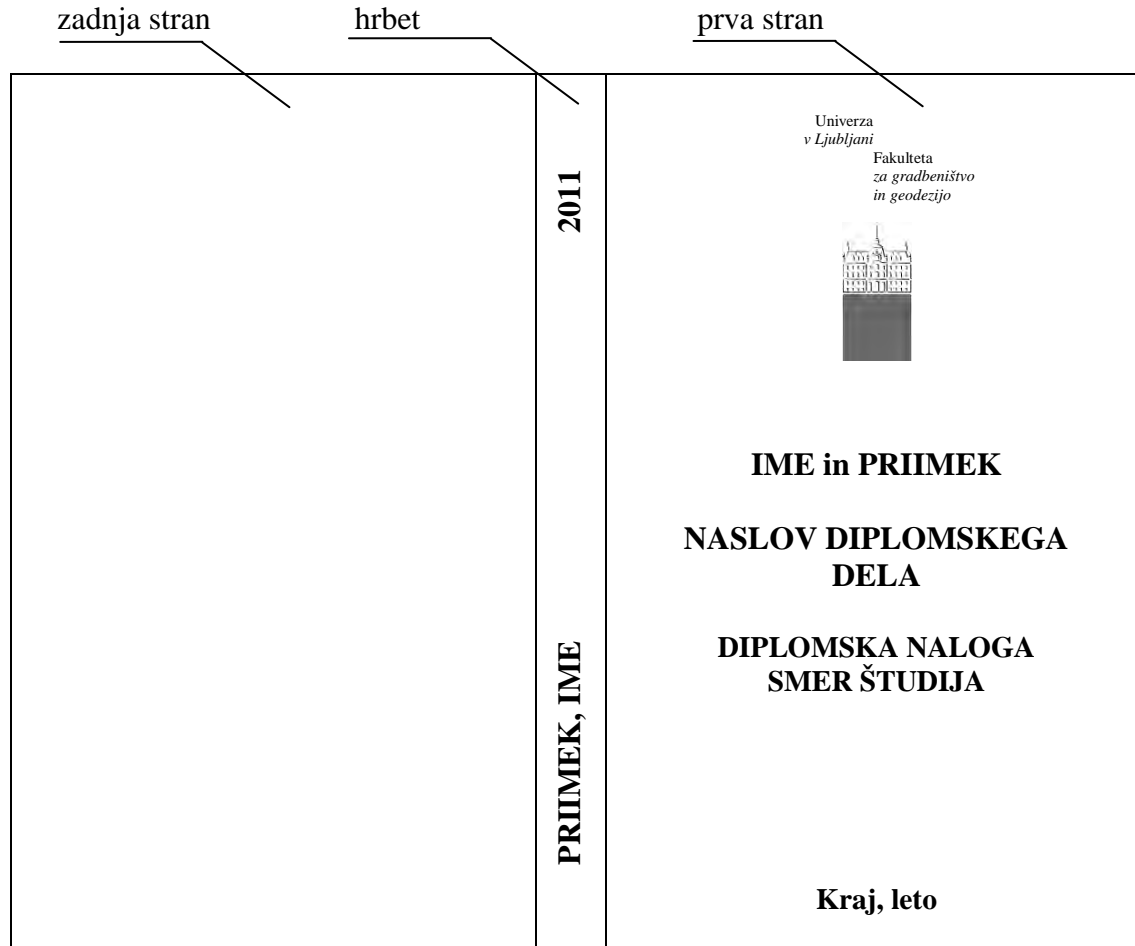 zadnja stran
hrbet
prva stran
2011
PRIIMEK, IME
Univerza
v Ljubljani
Fakulteta
za gradbeništvo
in geodezijo
IME in PRIIMEK
NASLOV DIPLOMSKEGA
DELA
DIPLOMSKA NALOGA
SMER ŠTUDIJA
Kraj, leto